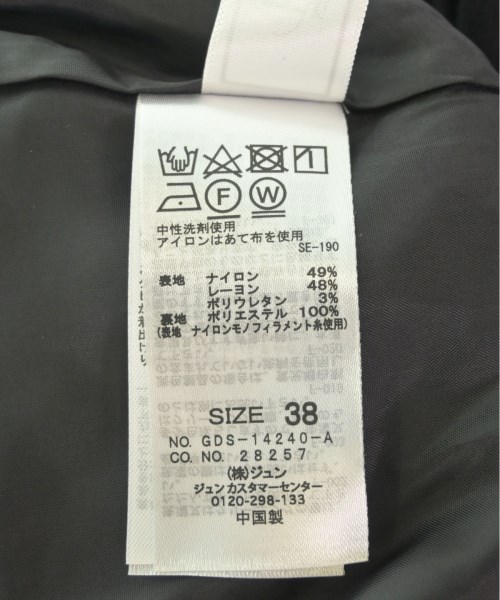 F W
中性洗剤使用
アイロンはあて布を使用
SE-190
表地 ナイロン 49%
レーヨン 48%
ポリウレタン 3%
裏地 ポリエステル 100%
(表地 ナイロンモノフィラメント糸使用)
SIZE 38
NO. GDS-14240-A
CO. NO. 28257
(株)ジュン
ジュンカスタマーセンター
0120-298-133
中国製